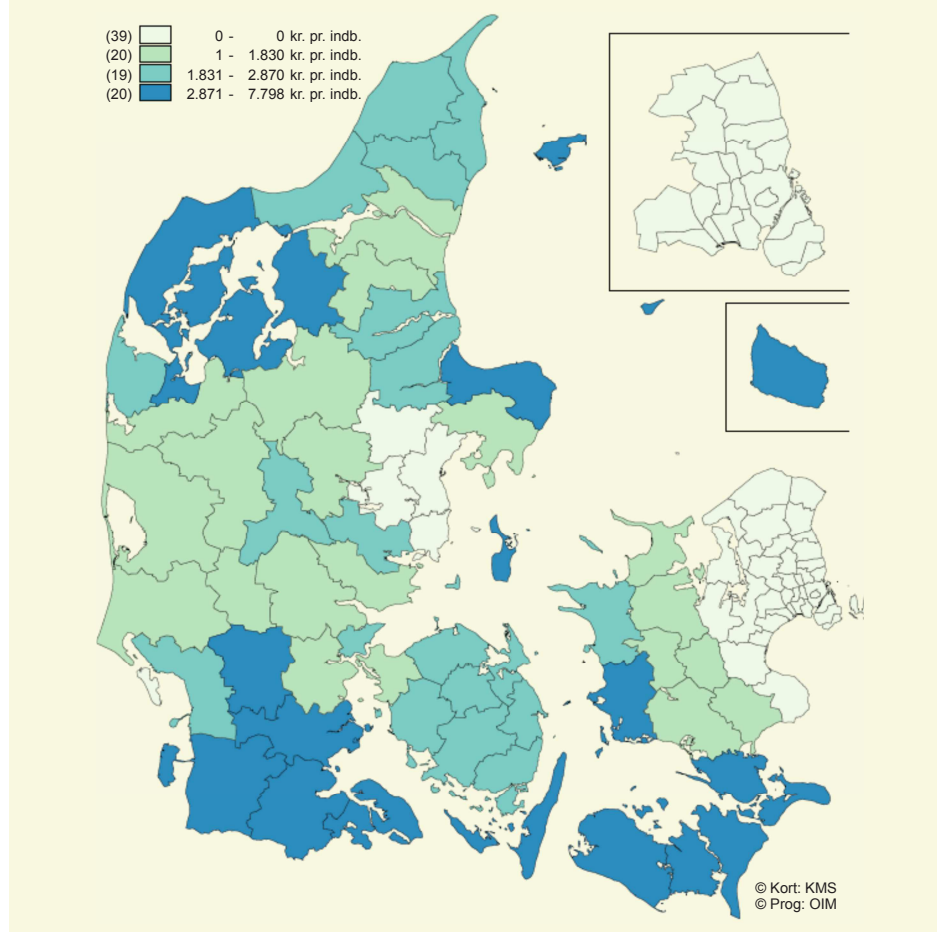 (39) 0 - 0 kr. pr. indb.
(20) 1 - 1.830 kr. pr. indb.
(19) 1.831 - 2.870 kr. pr. indb.
(20) 2.871 - 7.798 kr. pr. indb.
© Kort: KMS
© Prog: OIM